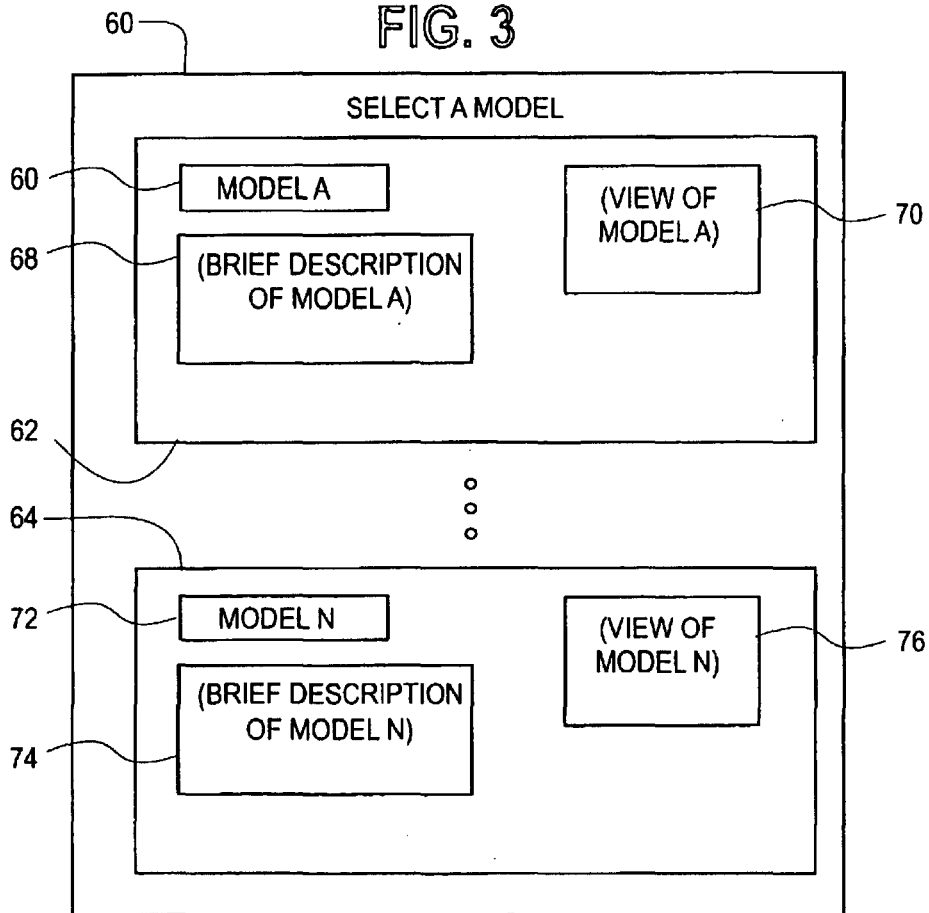 FIG. 3
60
SELECT A MODEL
60
MODEL A
(VIEW OF
MODEL A)
70
68
(BRIEF DESCRIPTION
OF MODEL A)
62
64
72
MODEL N
(VIEW OF
MODEL N)
76
(BRIEF DESCRIPTION
OF MODEL N)
74